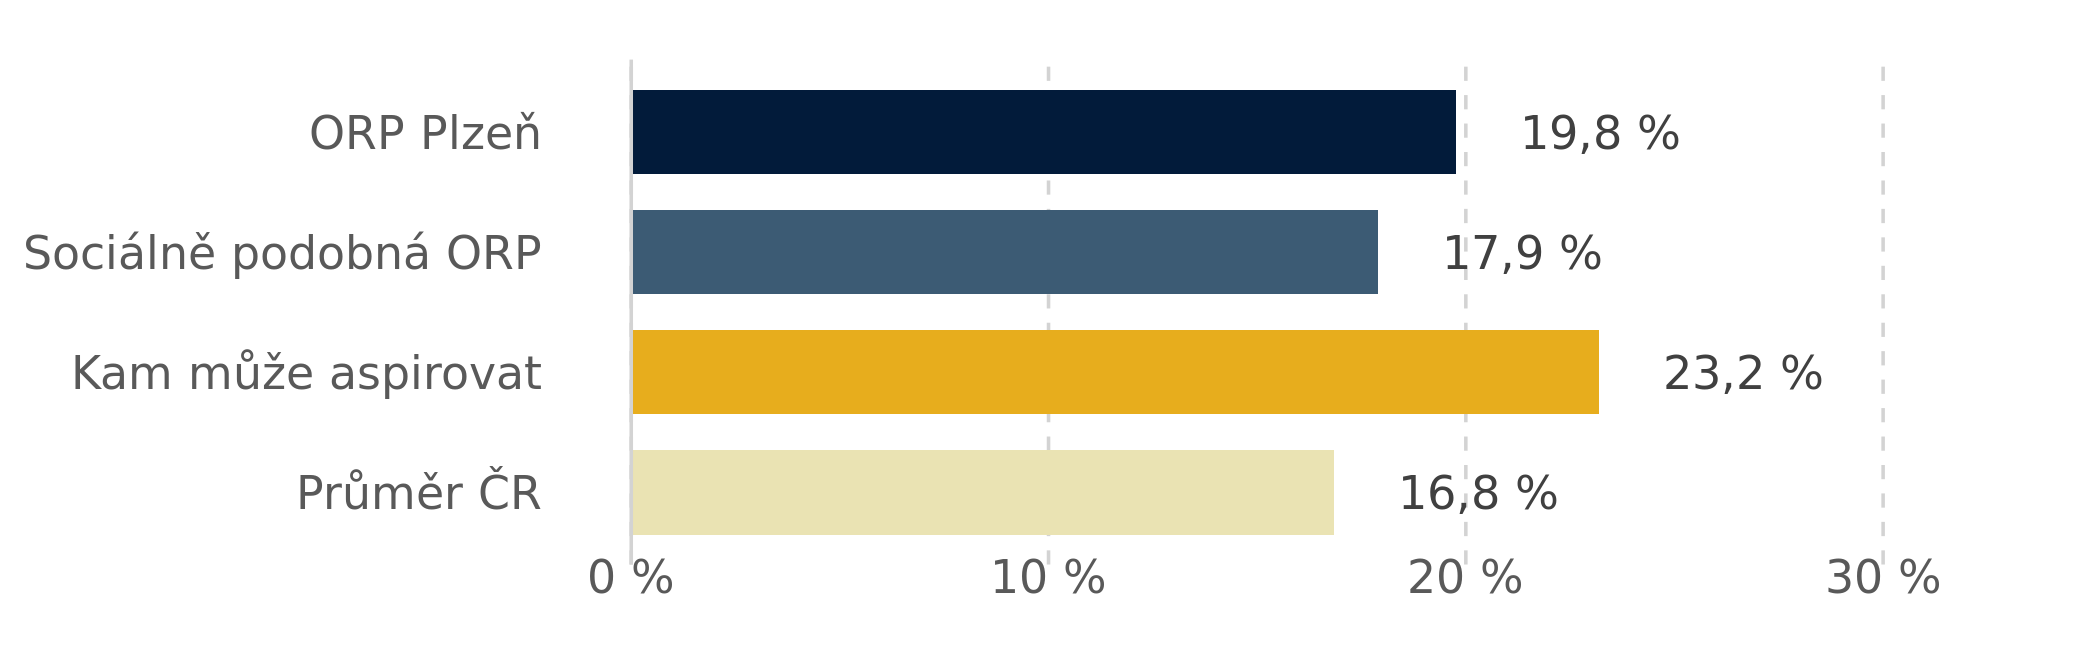 ORP Plzeň 19,8 %
Sociálně podobná ORP 17,9 %
Kam může aspirovat 23,2 %
Průměr ČR 16,8 %
0 % 10 % 20 % 30 %